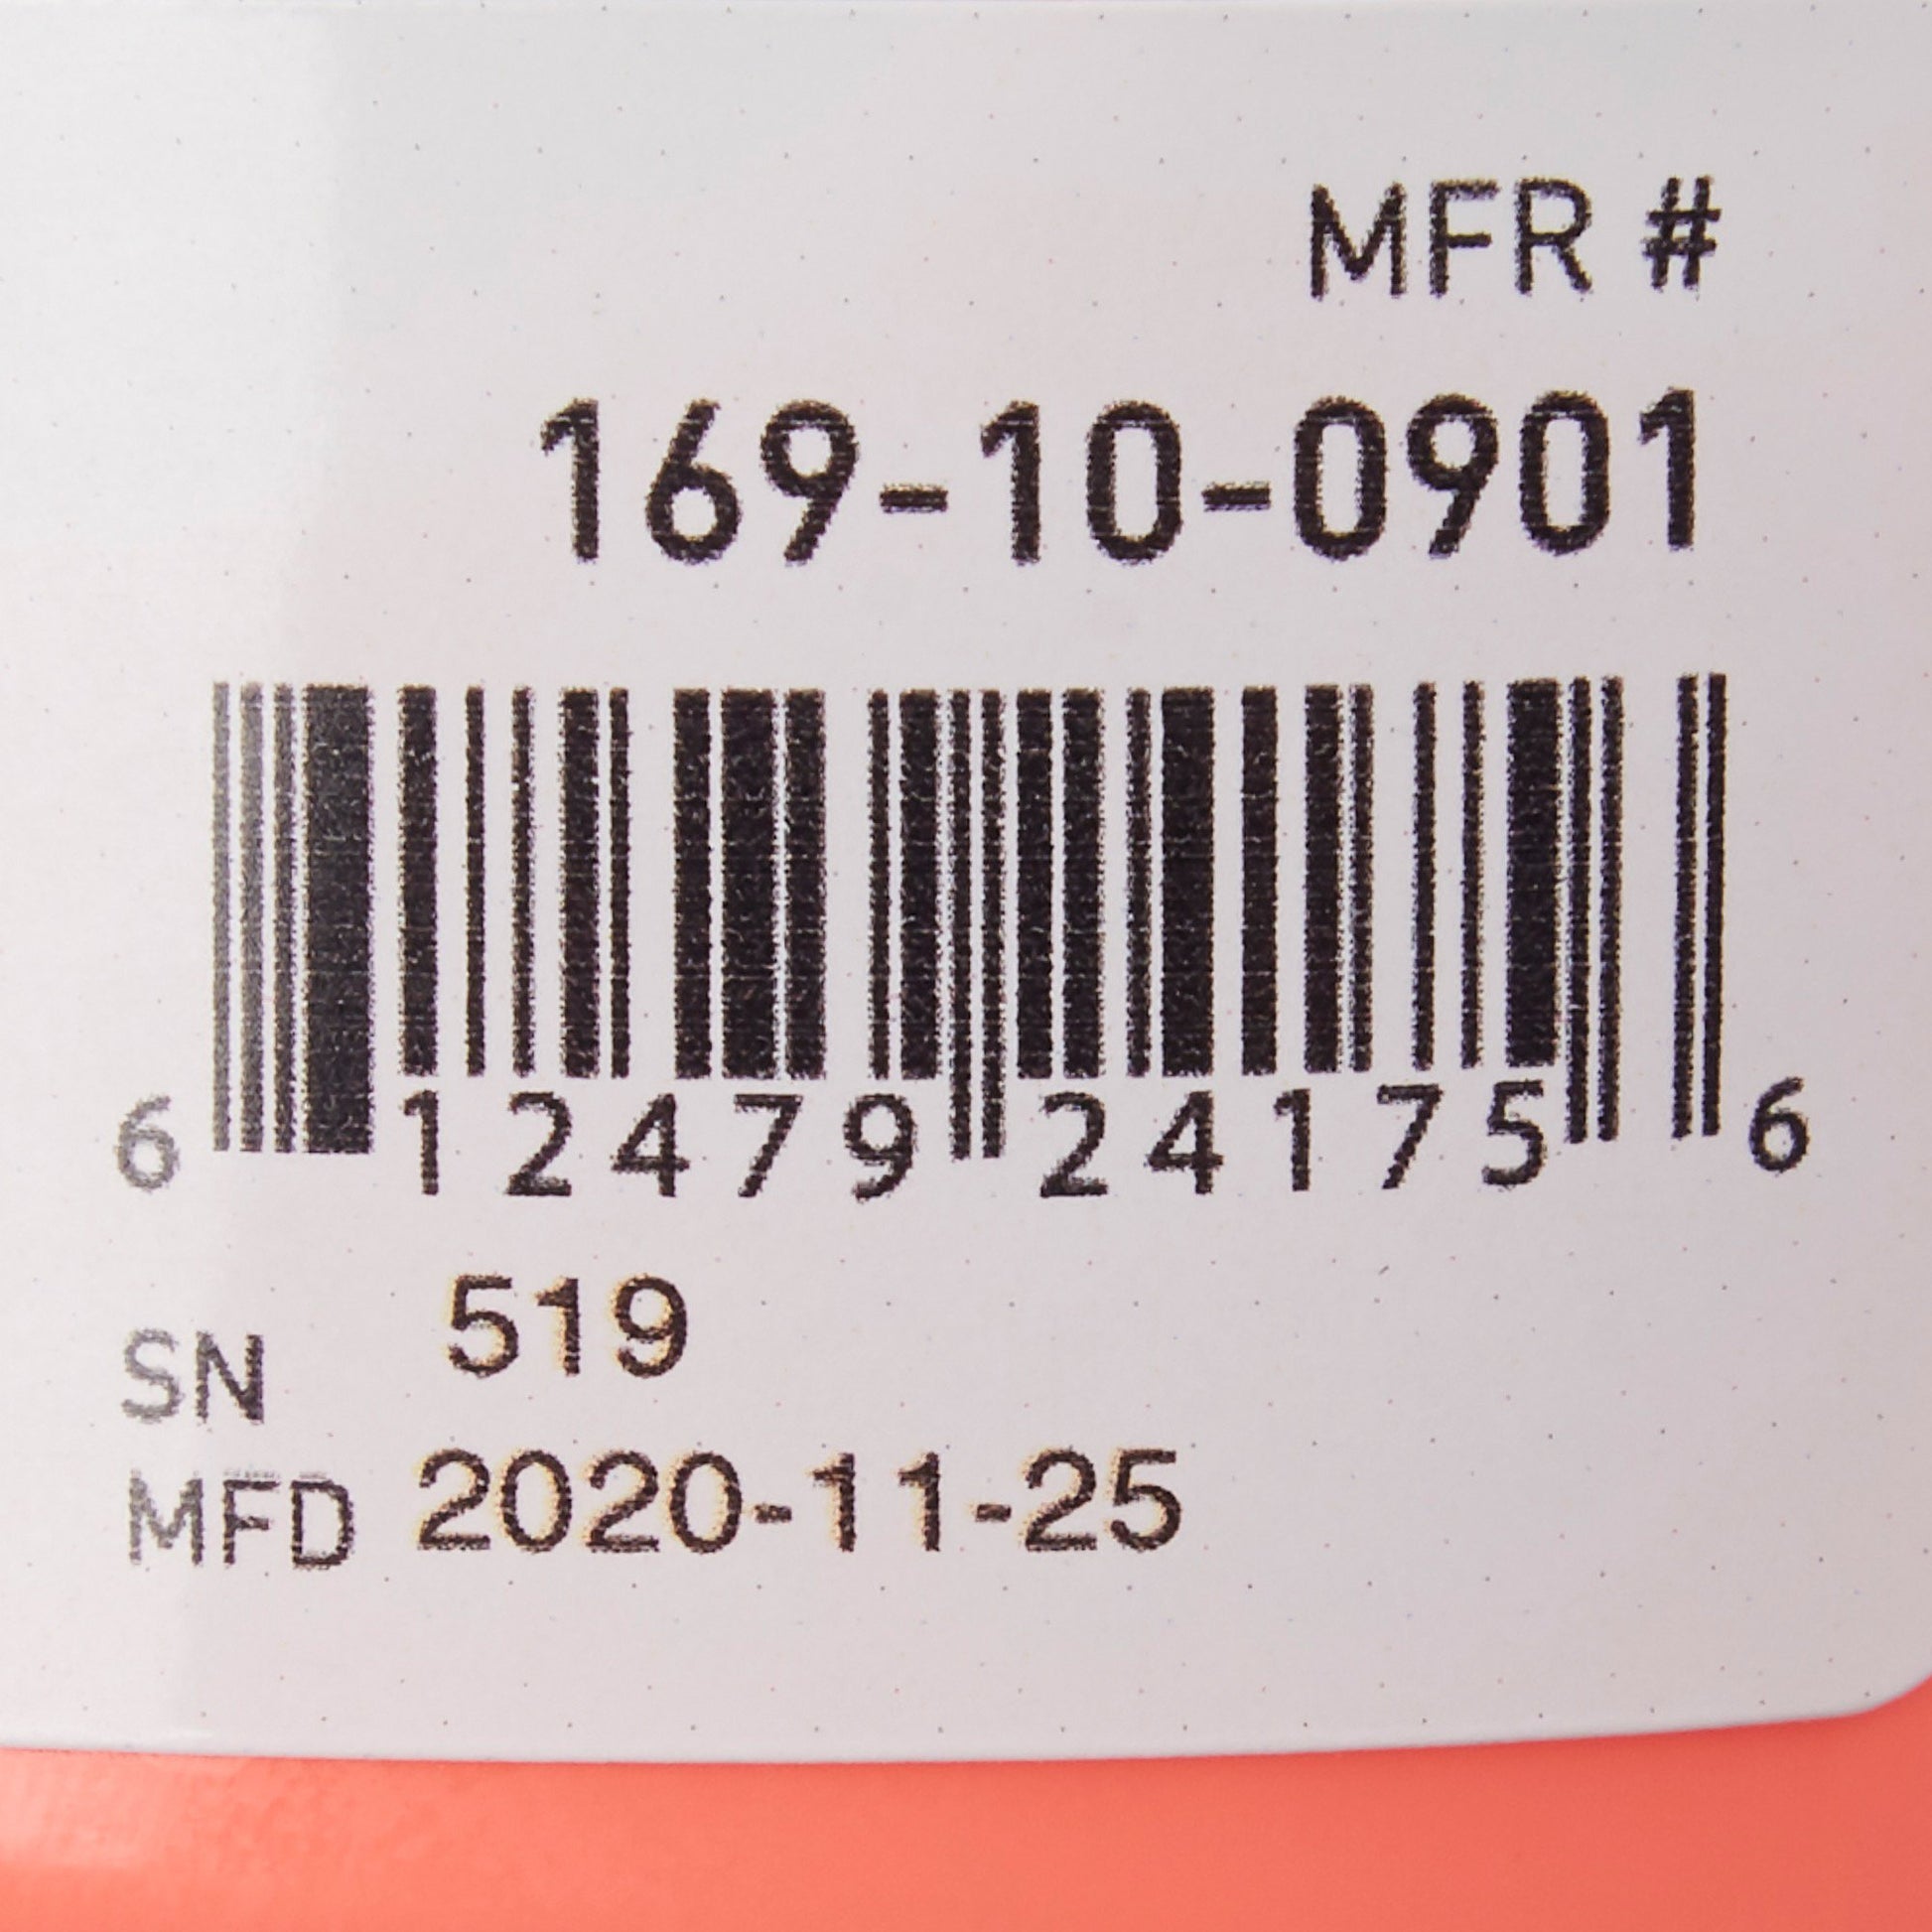 MFR #
169-10-0901
6 12479 24175 6
SN 519
MFD 2020-11-25